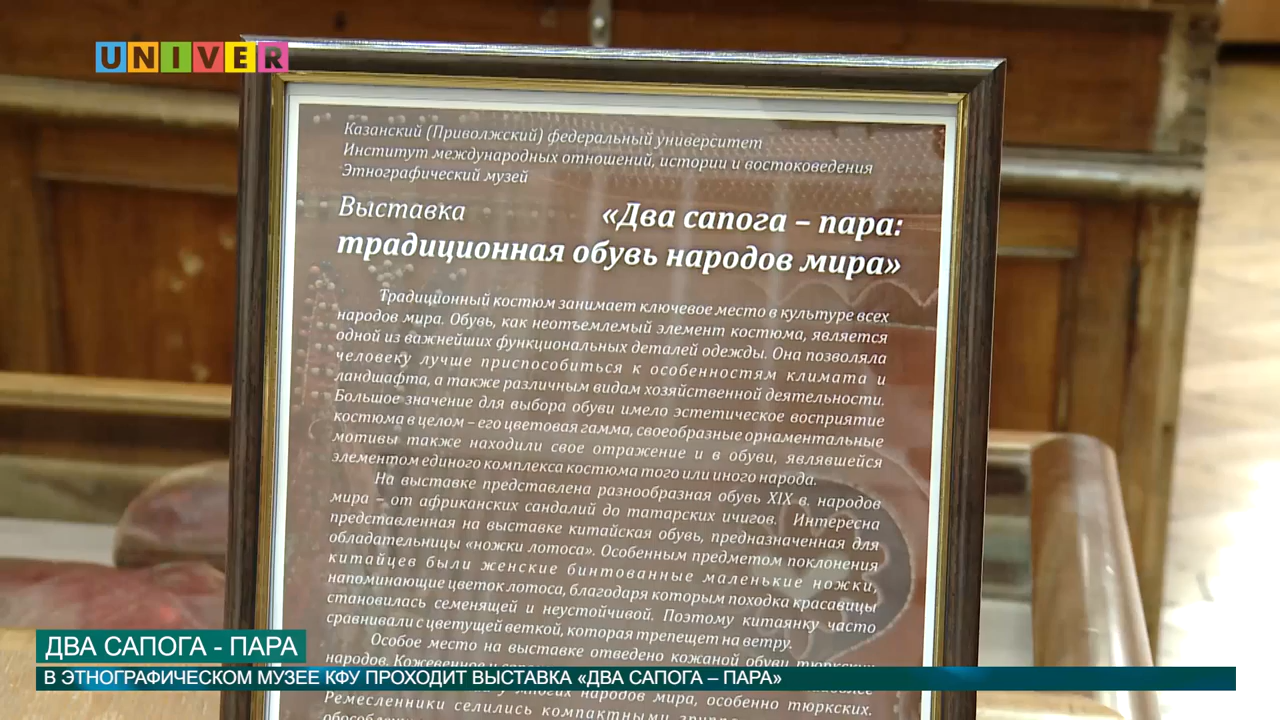 UNIVER
Казанский (Приволжский) федеральный университет
Институт международных отношений, истории и востоковедения
Этнографический музей
Выставка «Два сапога – пара:
традиционная обувь народов мира»
Традиционный костюм занимает ключевое место в культуре всех
народов мира. Обувь, как неотъемлемый элемент костюма, является
одной из важнейших функциональных деталей одежды. Она позволяла
человеку лучше приспособиться к особенностям климата и
ландшафта, а также различным видам хозяйственной деятельности.
Большое значение для выбора обуви имело эстетическое восприятие
костюма в целом – его цветовая гамма, своеобразные орнаментальные
мотивы также находили свое отражение и в обуви, являвшейся
элементом единого комплекса костюма того или иного народа.
На выставке представлена разнообразная обувь XIX в. народов
мира – от африканских сандалий до татарских ичигов. Интересна
представленная на выставке китайская обувь, предназначенная для
обладательницы «ножки лотоса». Особенным предметом поклонения
китайцев были женские бинтованные маленькие ножки,
напоминающие цветок лотоса, благодаря которым походка красавицы
становилась семенящей и неустойчивой. Поэтому китаянку часто
сравнивали с цветущей веткой, которая трепещет на ветру.
Особое место на выставке отведено кожаной обуви тюркских
народов. Кожевенное и
у многих народов мира, особенно тюркских.
Ремесленники селились компактными
ДВА САПОГА - ПАРА
В ЭТНОГРАФИЧЕСКОМ МУЗЕЕ КФУ ПРОХОДИТ ВЫСТАВКА «ДВА САПОГА – ПАРА»